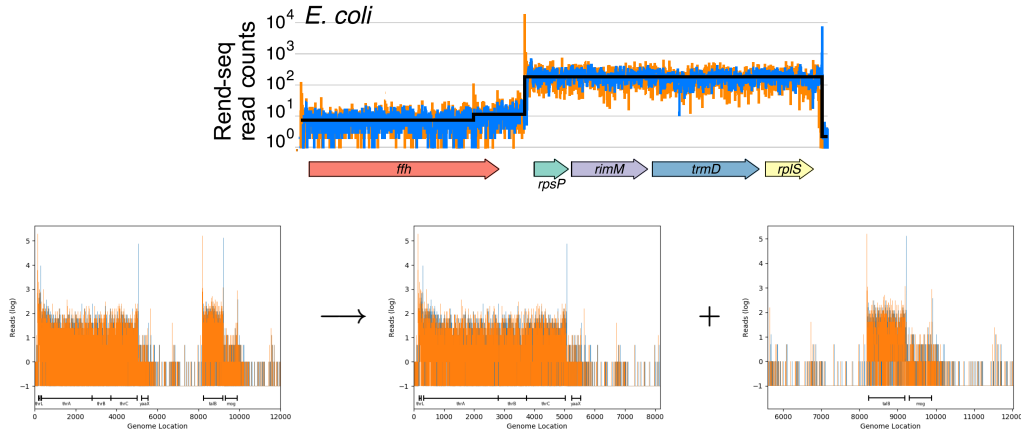 E. coli
Rend-seq
read counts
10⁴
10³
10²
10¹
10⁰
ffh
rpsP
rimM
trmD
rplS
Reads (log)
5
4
3
2
1
0
−1
thrL
thrA
thrB
thrC
yaaX
talB
mog
0 2000 4000 6000 8000 10000 12000
Genome Location
→
Reads (log)
5
4
3
2
1
0
−1
thrL
thrA
thrB
thrC
yaaX
0 1000 2000 3000 4000 5000 6000 7000 8000
Genome Location
+
Reads (log)
5
4
3
2
1
0
−1
talB
mog
6000 7000 8000 9000 10000 11000 12000
Genome Location